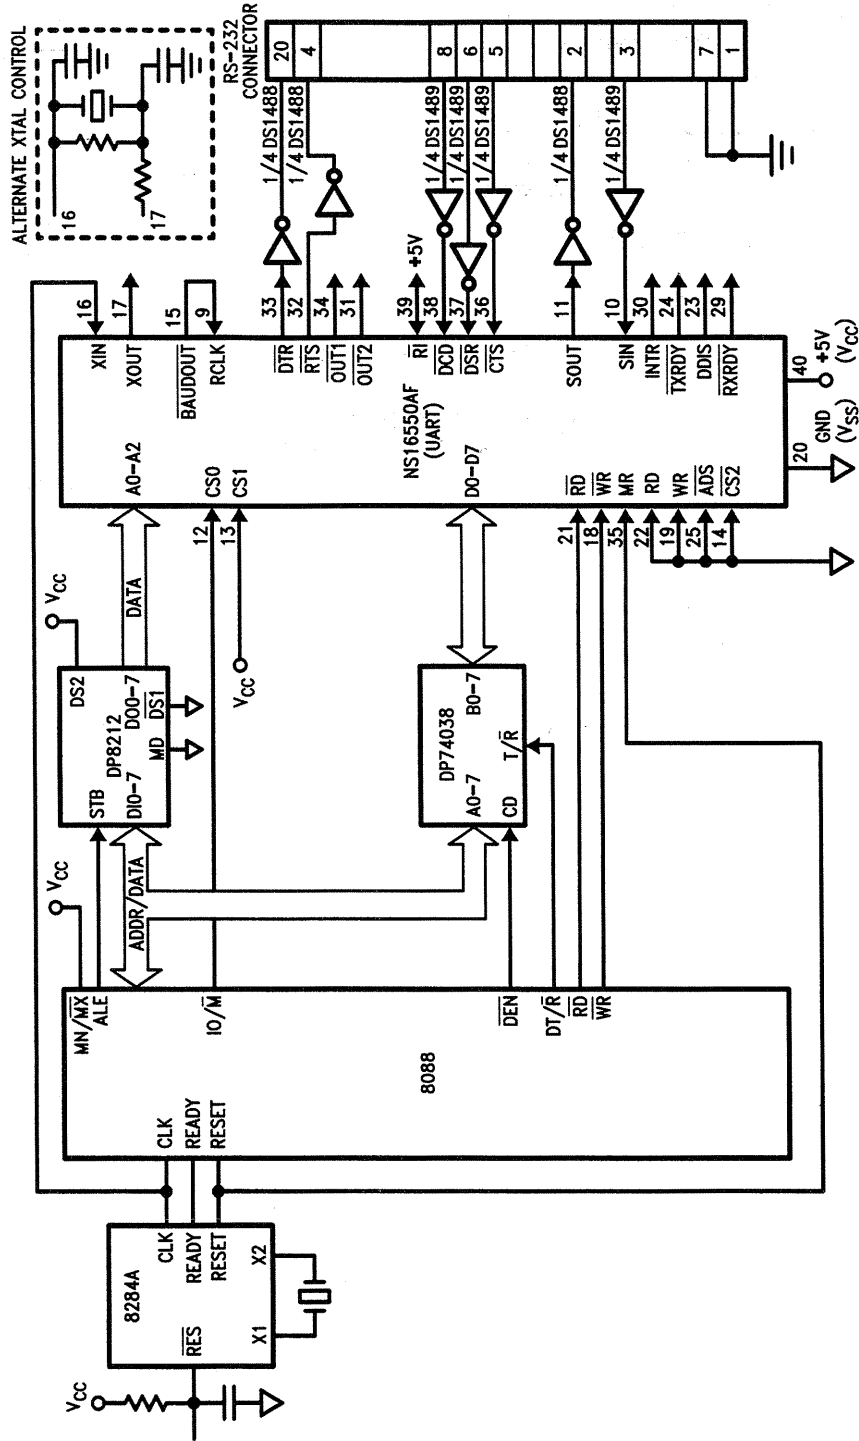 ALTERNATE XTAL CONTROL
16
17
RS-232
CONNECTOR
20
4
8
6
5
2
3
7
1
1/4 DS1488
1/4 DS1488
1/4 DS1489
1/4 DS1489
1/4 DS1489
1/4 DS1488
1/4 DS1489
16
17
15
9
33
32
34
31
39
+5V
38
37
36
11
10
30
24
23
29
XIN
XOUT
BAUDOUT
RCLK
DTR
RTS
OUT1
OUT2
RI
DCD
DSR
CTS
SOUT
SIN
INTR
TXRDY
DDIS
RXRDY
40
+5V
(VCC)
20
GND
(VSS)
NS16550AF
(UART)
A0-A2
CS0
CS1
D0-D7
RD
WR
MR
RD
WR
ADS
CS2
12
13
21
18
35
22
19
25
14
VCC
DATA
VCC
DS2
DO0-7
DS1
DP8212
MD
STB
DI0-7
B0-7
DP74038
T/R
A0-7
CD
VCC
ADDR/DATA
MN/MX
ALE
IO/M
DEN
DT/R
RD
WR
8088
CLK
READY
RESET
CLK
READY
RESET
8284A
X2
X1
RES
VCC